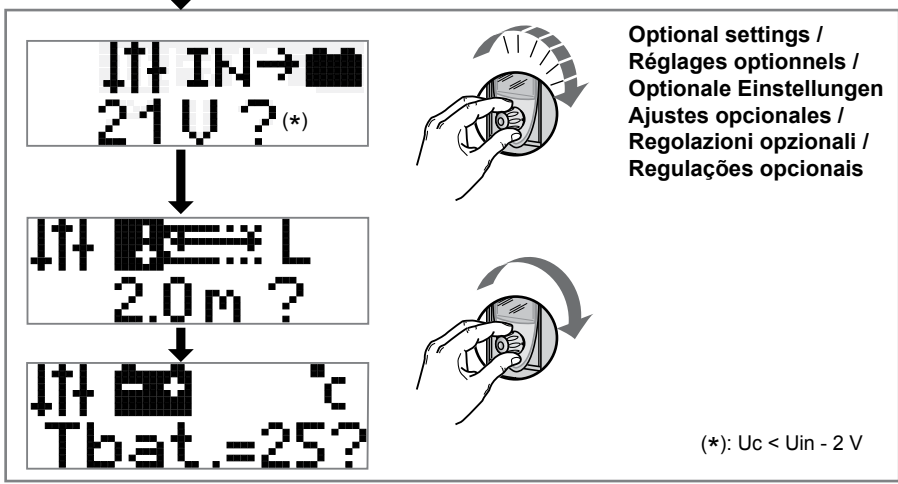 IN→
21V ?(*)
L
2.0m ?
°C
Tbat.=25?
Optional settings /
Réglages optionnels /
Optionale Einstellungen
Ajustes opcionales /
Regolazioni opzionali /
Regulações opcionais
(*): Uc < Uin - 2 V